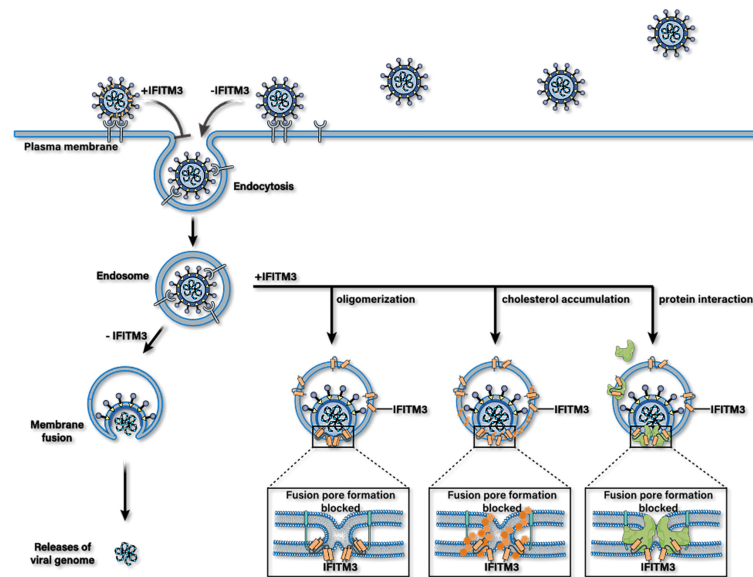 +IFITM3
-IFITM3
Plasma membrane
Endocytosis
Endosome
+IFITM3
oligomerization
cholesterol accumulation
protein interaction
- IFITM3
IFITM3
IFITM3
IFITM3
Membrane
fusion
Fusion pore formation
blocked
IFITM3
Fusion pore formation
blocked
IFITM3
Fusion pore formation
blocked
IFITM3
Releases of
viral genome